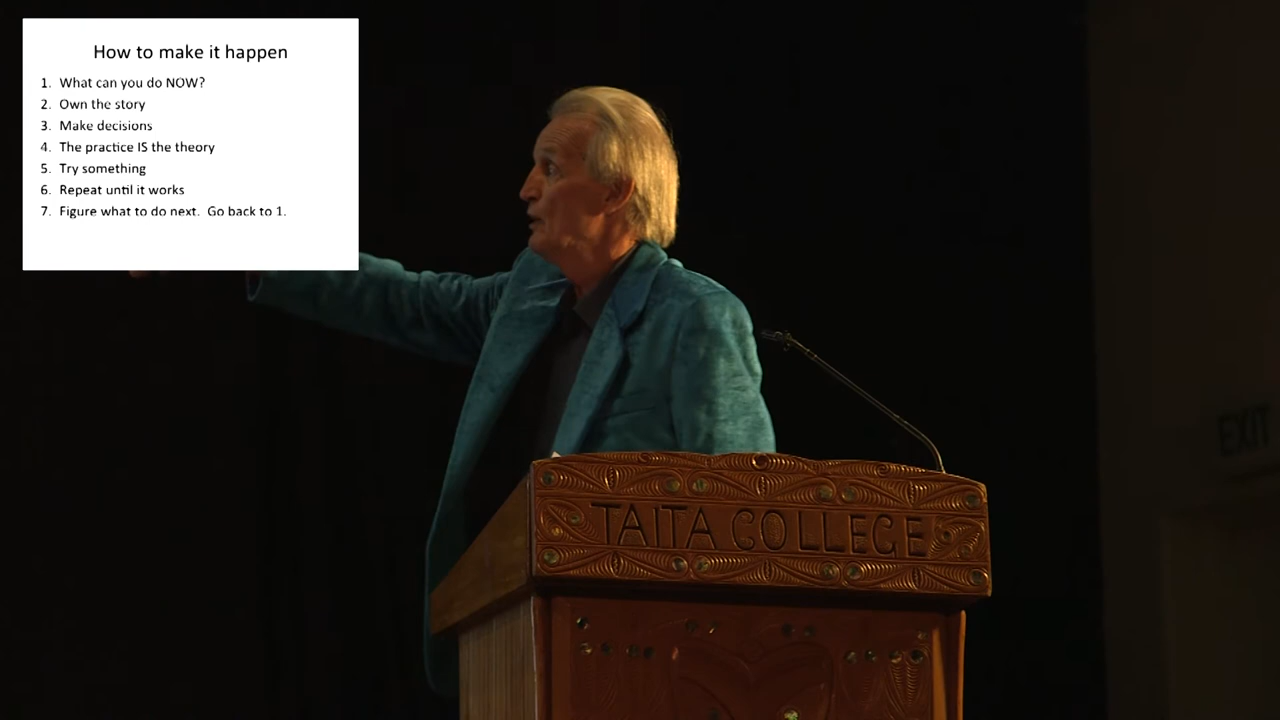 How to make it happen
1. What can you do NOW?
2. Own the story
3. Make decisions
4. The practice IS the theory
5. Try something
6. Repeat until it works
7. Figure what to do next.  Go back to 1.
EXIT
TAITA COLLEGE